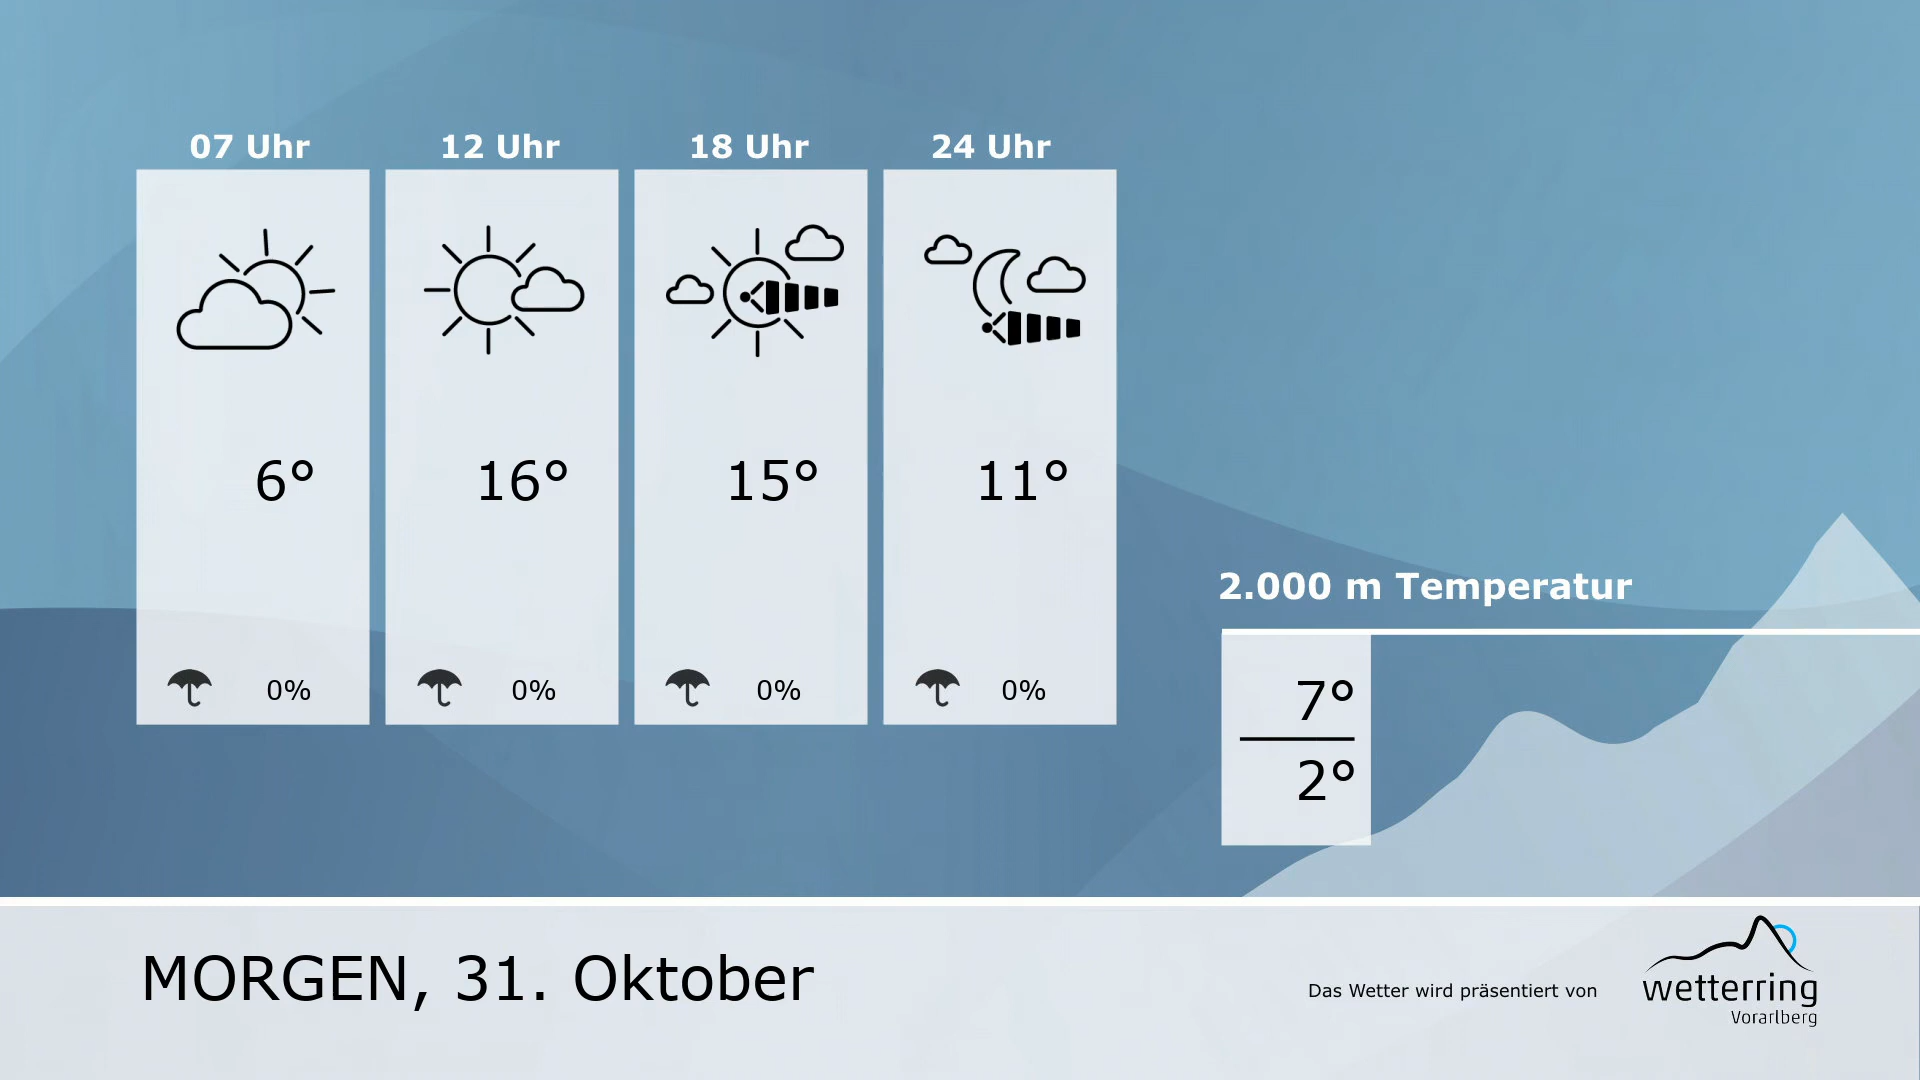 07 Uhr 12 Uhr 18 Uhr 24 Uhr
6° 16° 15° 11°
0% 0% 0% 0%
2.000 m Temperatur
7°
2°
MORGEN, 31. Oktober
Das Wetter wird präsentiert von
wetterring
Vorarlberg